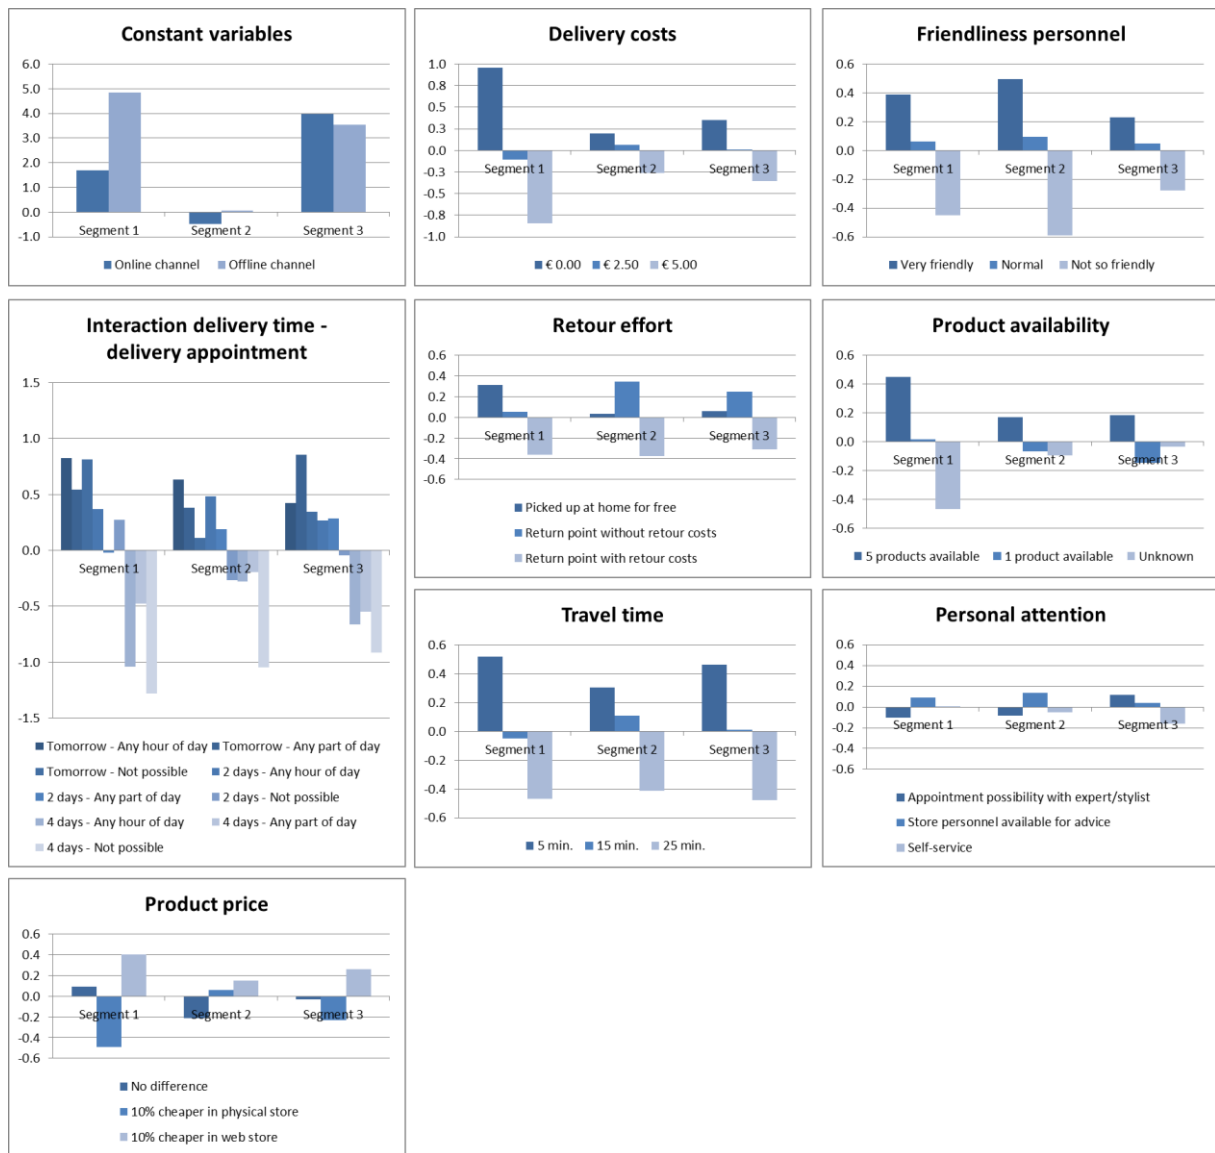 Constant variables
6.0
5.0
4.0
3.0
2.0
1.0
0.0
-1.0
Segment 1 Segment 2 Segment 3
Online channel Offline channel
Delivery costs
1.0
0.8
0.5
0.3
0.0
-0.3
-0.5
-0.8
-1.0
Segment 1 Segment 2 Segment 3
€ 0.00 € 2.50 € 5.00
Friendliness personnel
0.6
0.4
0.2
0.0
-0.2
-0.4
-0.6
Segment 1 Segment 2 Segment 3
Very friendly Normal Not so friendly
Interaction delivery time -
delivery appointment
1.5
1.0
0.5
0.0
-0.5
-1.0
-1.5
Segment 1 Segment 2 Segment 3
Tomorrow - Any hour of day Tomorrow - Any part of day
Tomorrow - Not possible 2 days - Any hour of day
2 days - Any part of day 2 days - Not possible
4 days - Any hour of day 4 days - Any part of day
4 days - Not possible
Retour effort
0.6
0.4
0.2
0.0
-0.2
-0.4
-0.6
Segment 1 Segment 2 Segment 3
Picked up at home for free
Return point without retour costs
Return point with retour costs
Product availability
0.6
0.4
0.2
0.0
-0.2
-0.4
-0.6
Segment 1 Segment 2 Segment 3
5 products available 1 product available Unknown
Travel time
0.6
0.4
0.2
0.0
-0.2
-0.4
-0.6
Segment 1 Segment 2 Segment 3
5 min. 15 min. 25 min.
Personal attention
0.6
0.4
0.2
0.0
-0.2
-0.4
-0.6
Segment 1 Segment 2 Segment 3
Appointment possibility with expert/stylist
Store personnel available for advice
Self-service
Product price
0.6
0.4
0.2
0.0
-0.2
-0.4
-0.6
Segment 1 Segment 2 Segment 3
No difference
10% cheaper in physical store
10% cheaper in web store